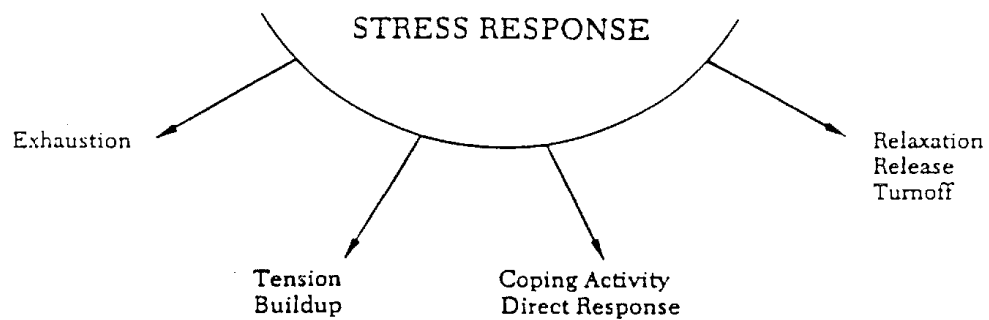 STRESS RESPONSE
Exhaustion
Relaxation
Release
Turnoff
Tension
Buildup
Coping Activity
Direct Response